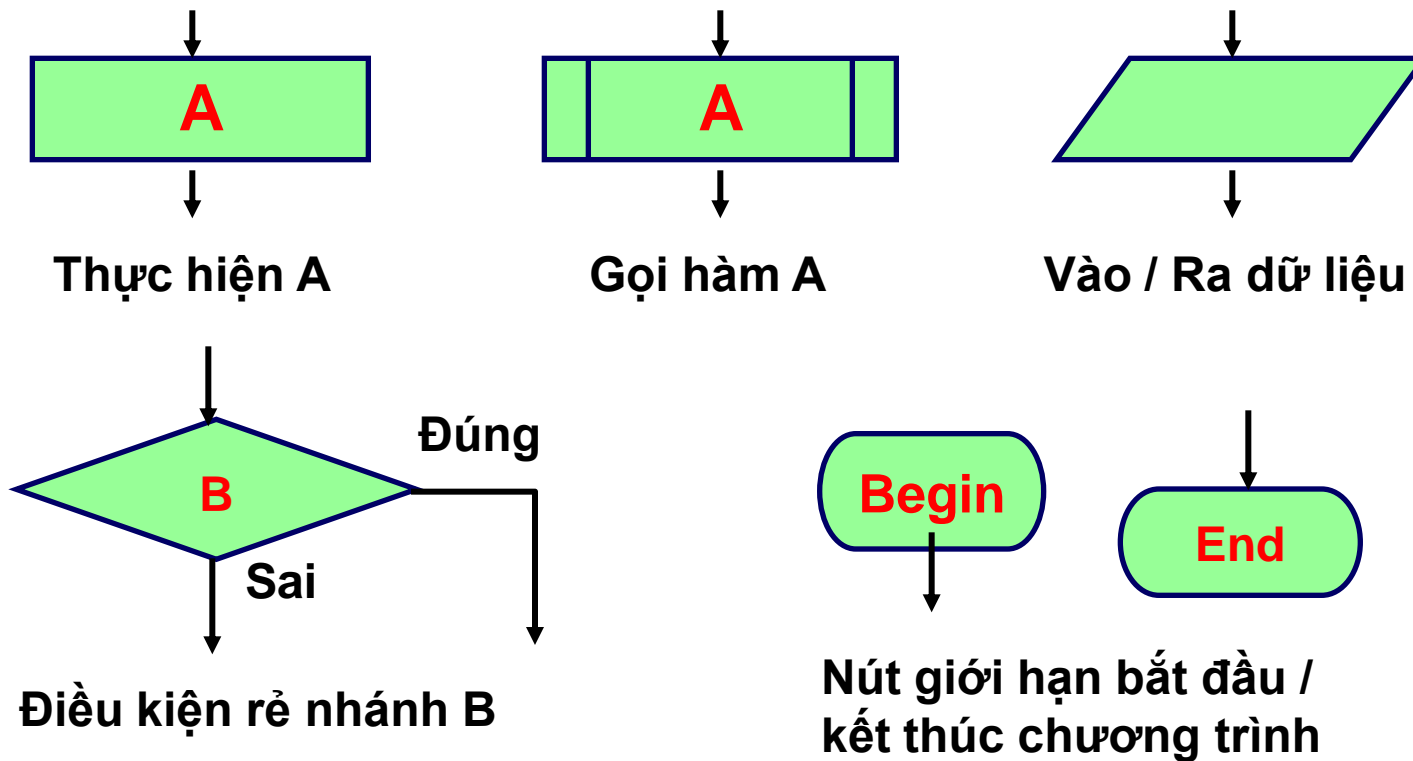 A
A
Thực hiện A
Gọi hàm A
Vào / Ra dữ liệu
Đúng
B
Sai
Điều kiện rẻ nhánh B
Begin
End
Nút giới hạn bắt đầu /
kết thúc chương trình